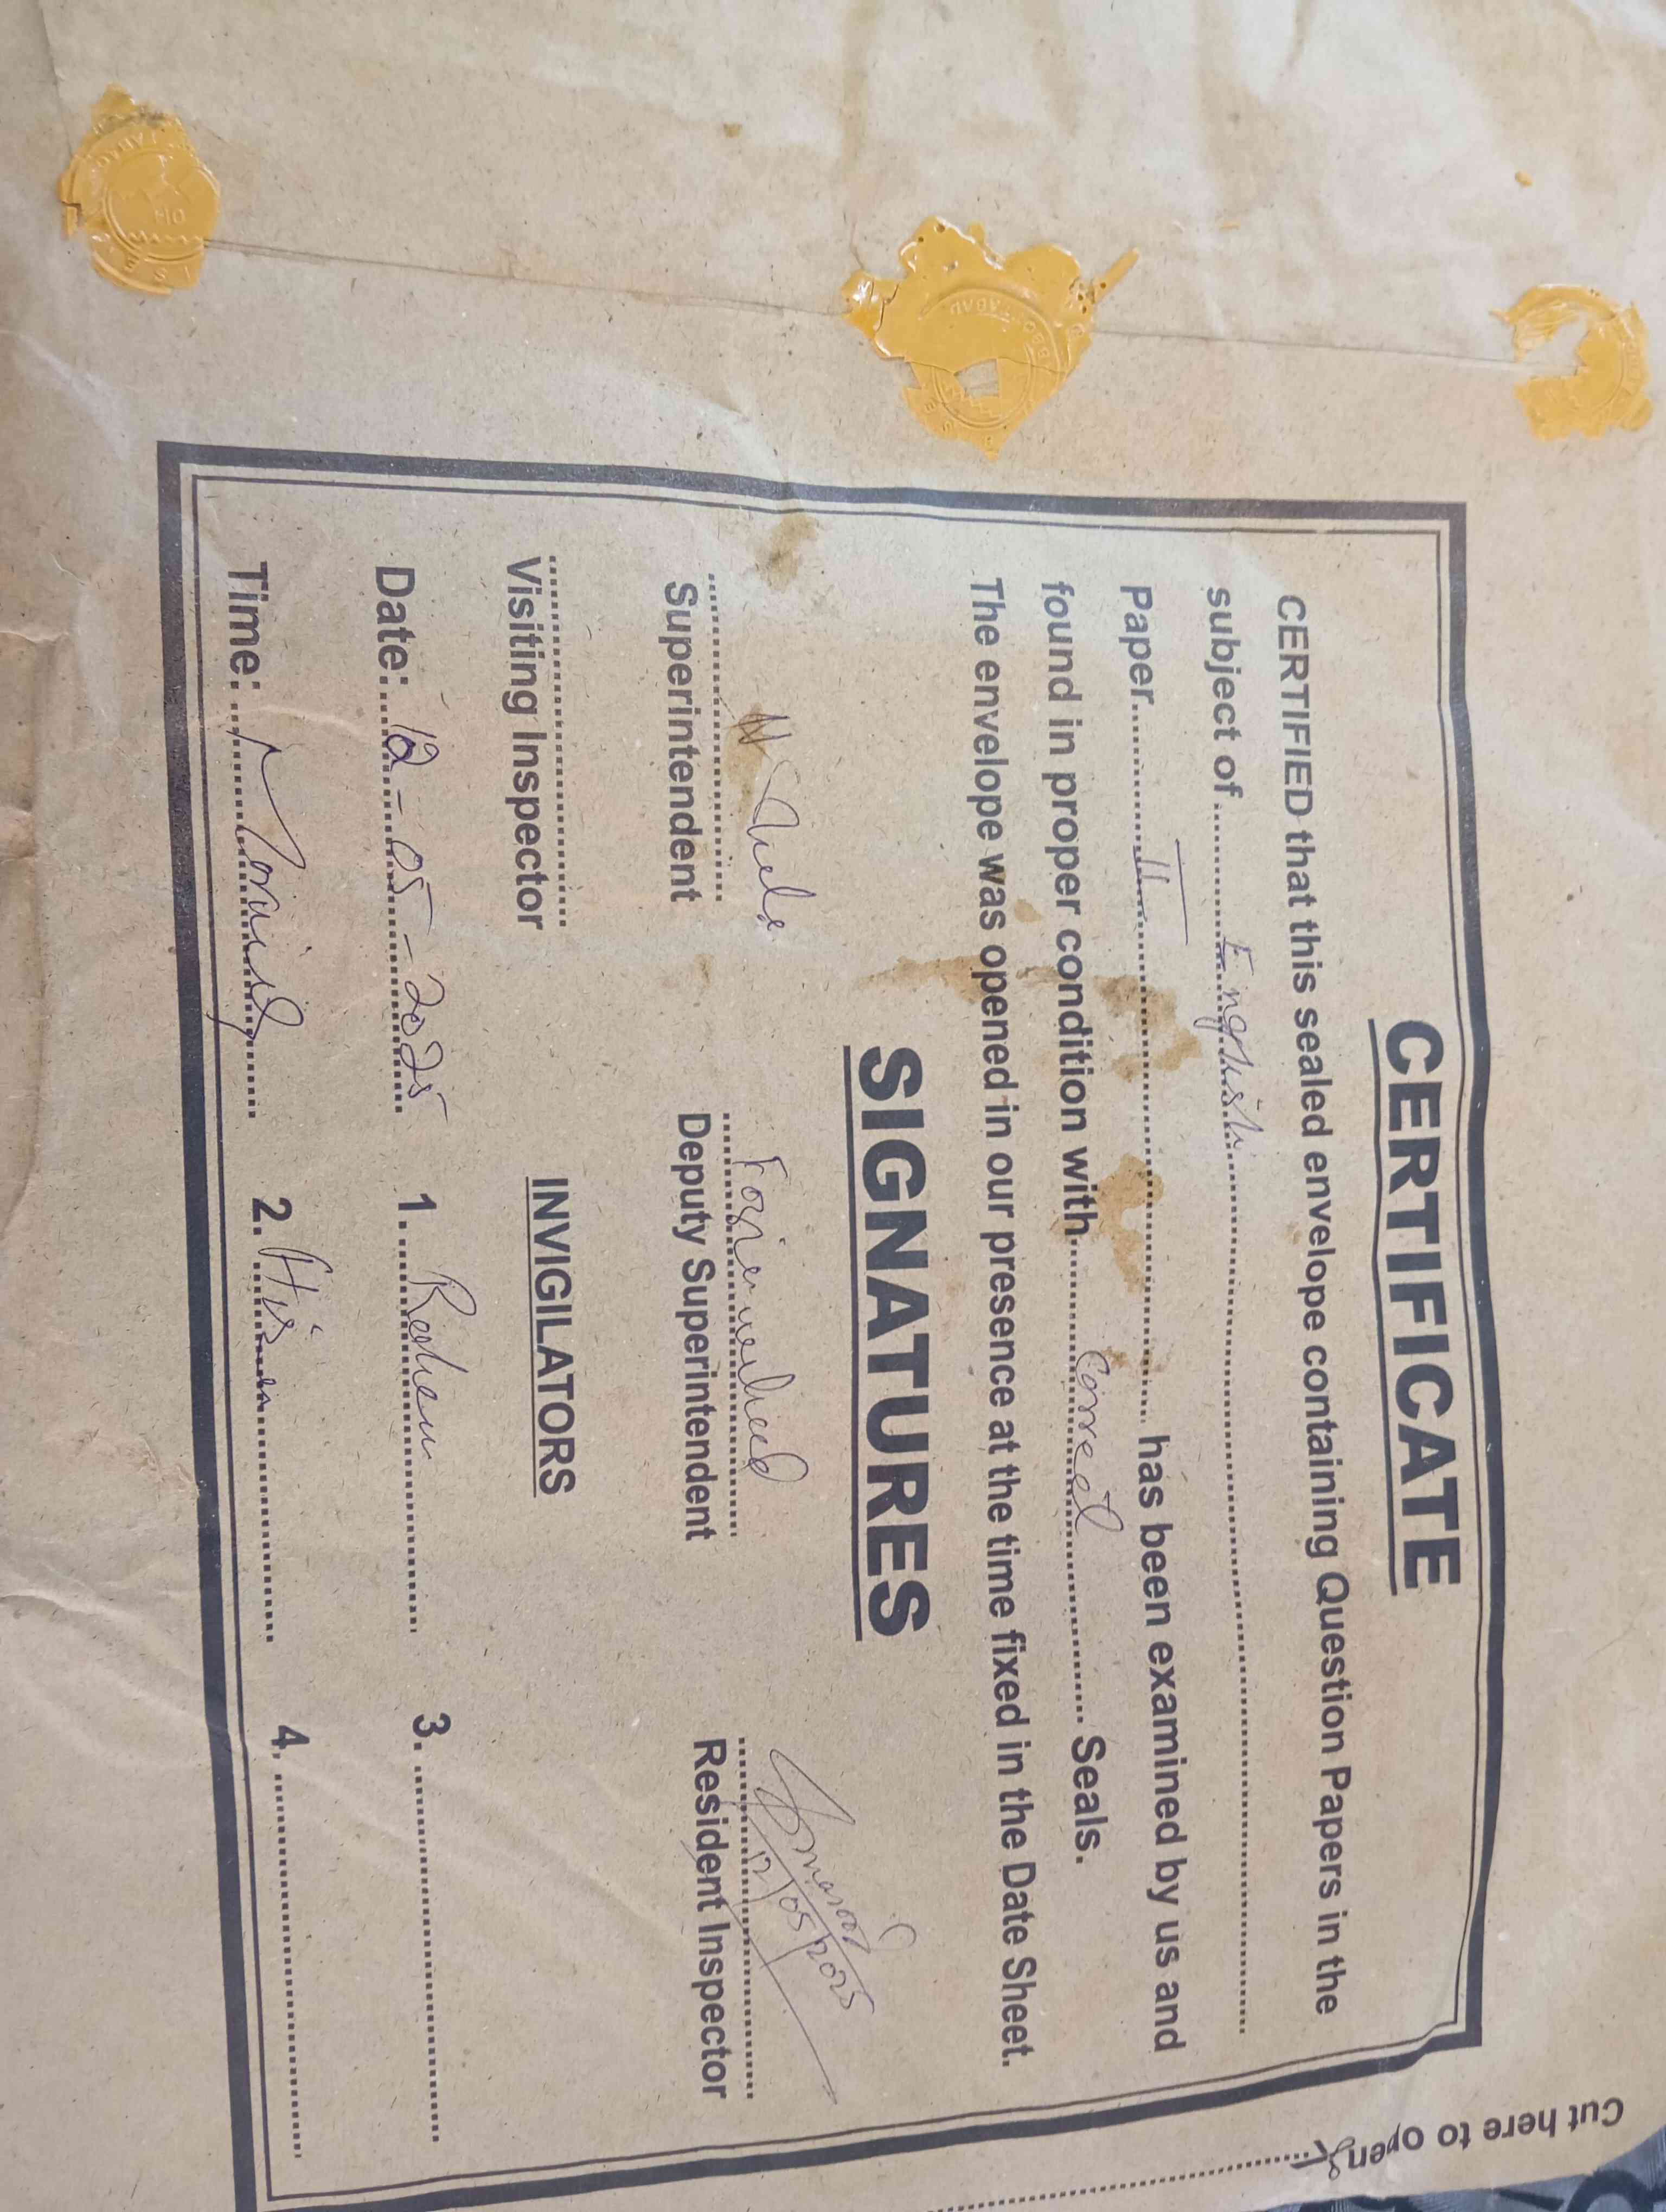 CERTIFICATE
CERTIFIED that this sealed envelope containing Question Papers in the
subject of English
Paper II has been examined by us and
found in proper condition with correct Seals.
The envelope was opened in our presence at the time fixed in the Date Sheet.
SIGNATURES
Superintendent Deputy Superintendent Resident Inspector
12/05/2025
Visiting Inspector
INVIGILATORS
Date: 12-05-2025 1. 3.
Time: Morning 2. 4.
Cut here to open